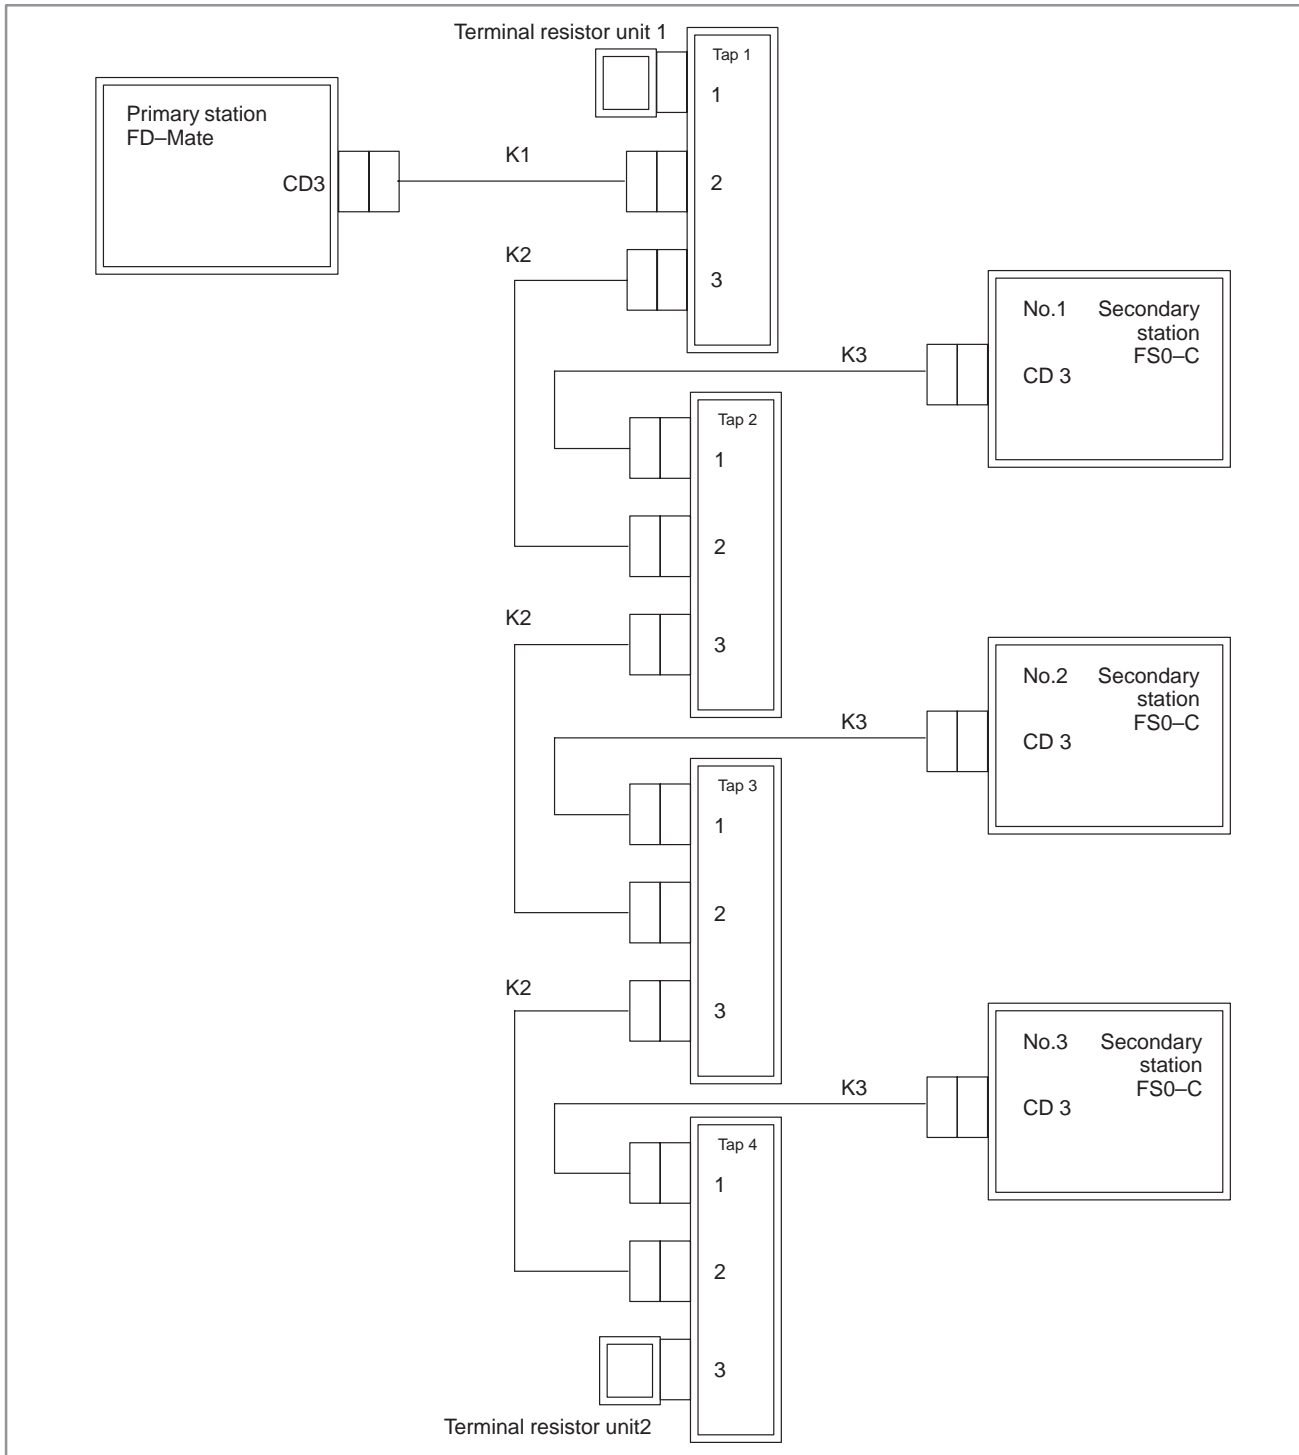 Terminal resistor unit 1
Tap 1
1
Primary station
FD–Mate
CD3
K1
2
K2
3
No.1 Secondary
station
FS0–C
CD 3
K3
Tap 2
1
2
K2
3
No.2 Secondary
station
FS0–C
CD 3
K3
Tap 3
1
2
K2
3
No.3 Secondary
station
FS0–C
CD 3
K3
Tap 4
1
2
3
Terminal resistor unit2